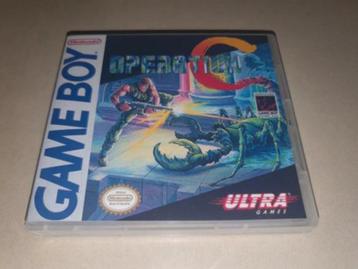 Nintendo
GAME BOY
OPERATION C
ULTRA
GAMES